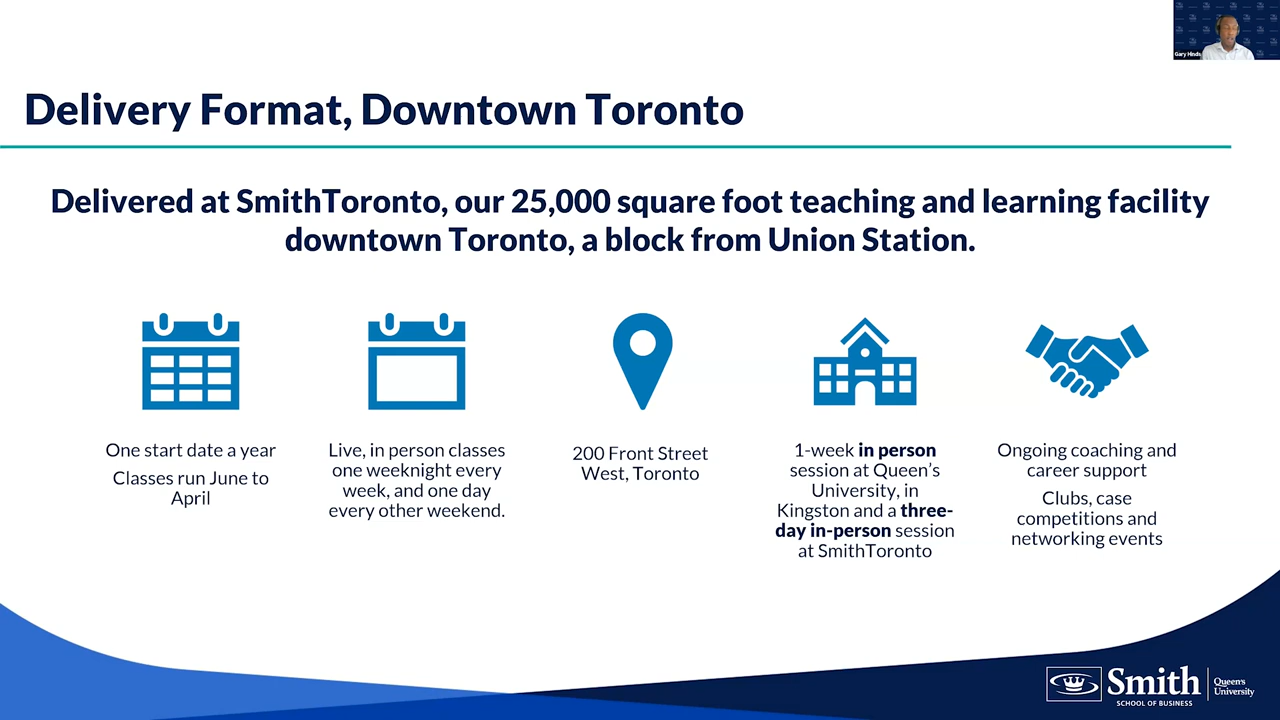 Gary Hinds
Delivery Format, Downtown Toronto
Delivered at SmithToronto, our 25,000 square foot teaching and learning facility
downtown Toronto, a block from Union Station.
One start date a year
Classes run June to
April
Live, in person classes
one weeknight every
week, and one day
every other weekend.
200 Front Street
West, Toronto
1-week in person
session at Queen's
University, in
Kingston and a three-
day in-person session
at SmithToronto
Ongoing coaching and
career support
Clubs, case
competitions and
networking events
Smith
SCHOOL OF BUSINESS
Queen's
University